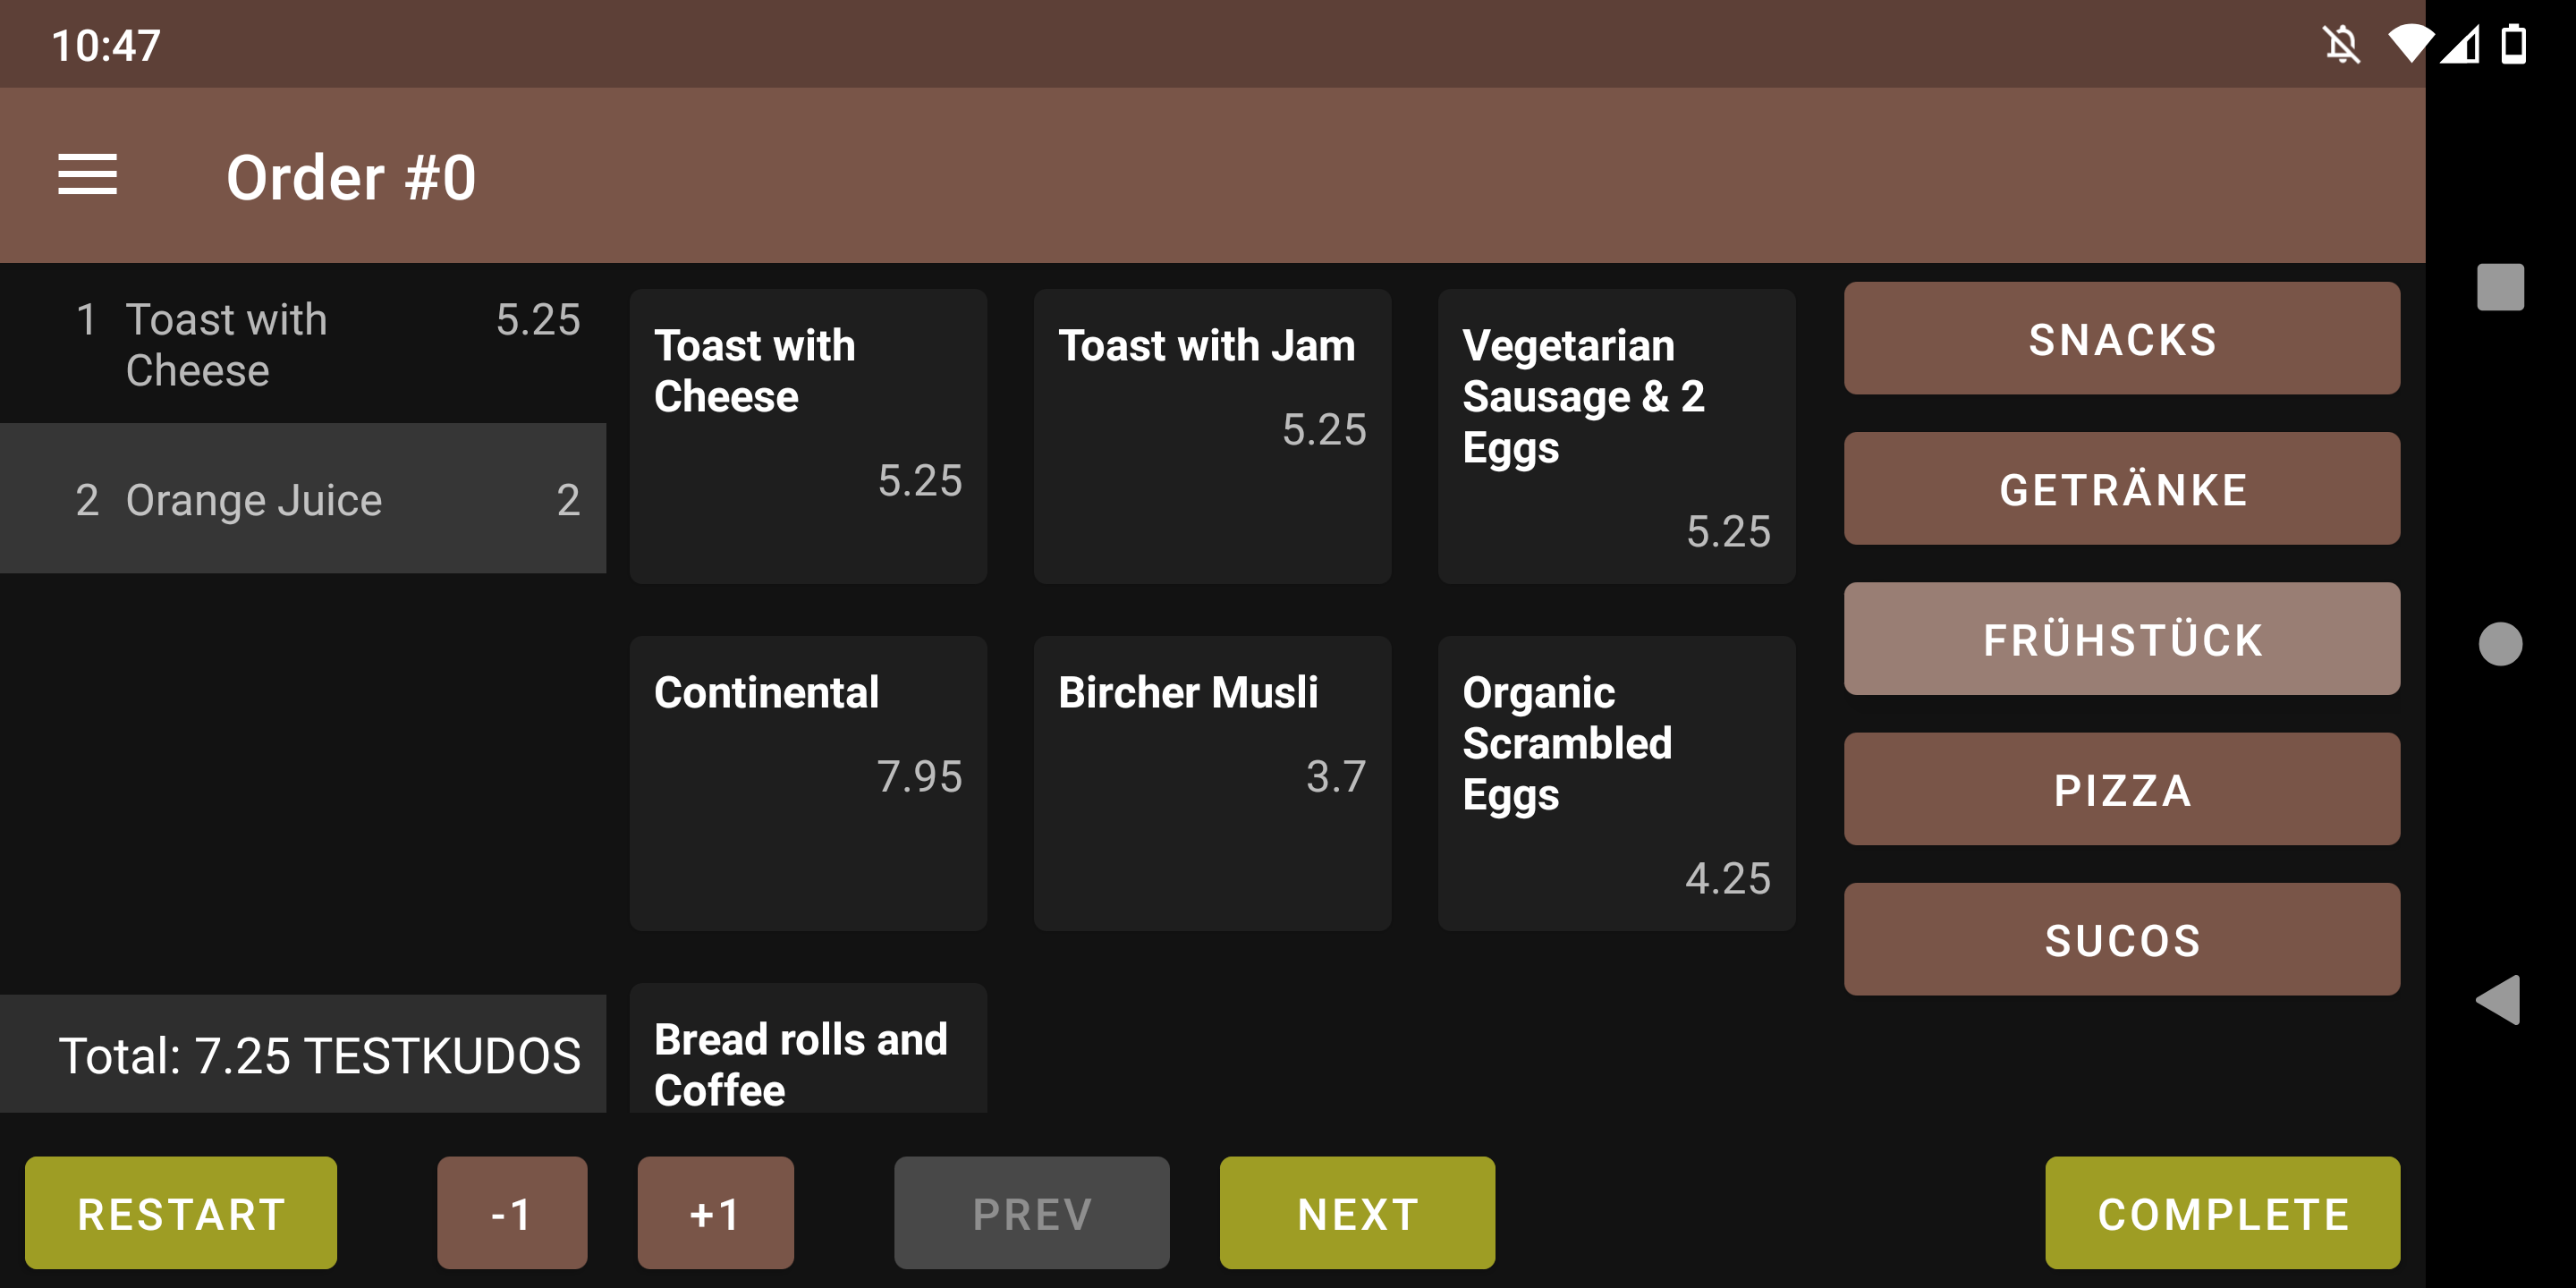 10:47
Order #0
1 Toast with 5.25
Cheese
2 Orange Juice 2
Total: 7.25 TESTKUDOS
Toast with
Cheese
5.25
Toast with Jam
5.25
Vegetarian
Sausage & 2
Eggs
5.25
Continental
7.95
Bircher Musli
3.7
Organic
Scrambled
Eggs
4.25
Bread rolls and
Coffee
SNACKS
GETRÄNKE
FRÜHSTÜCK
PIZZA
SUCOS
RESTART
-1
+1
PREV
NEXT
COMPLETE